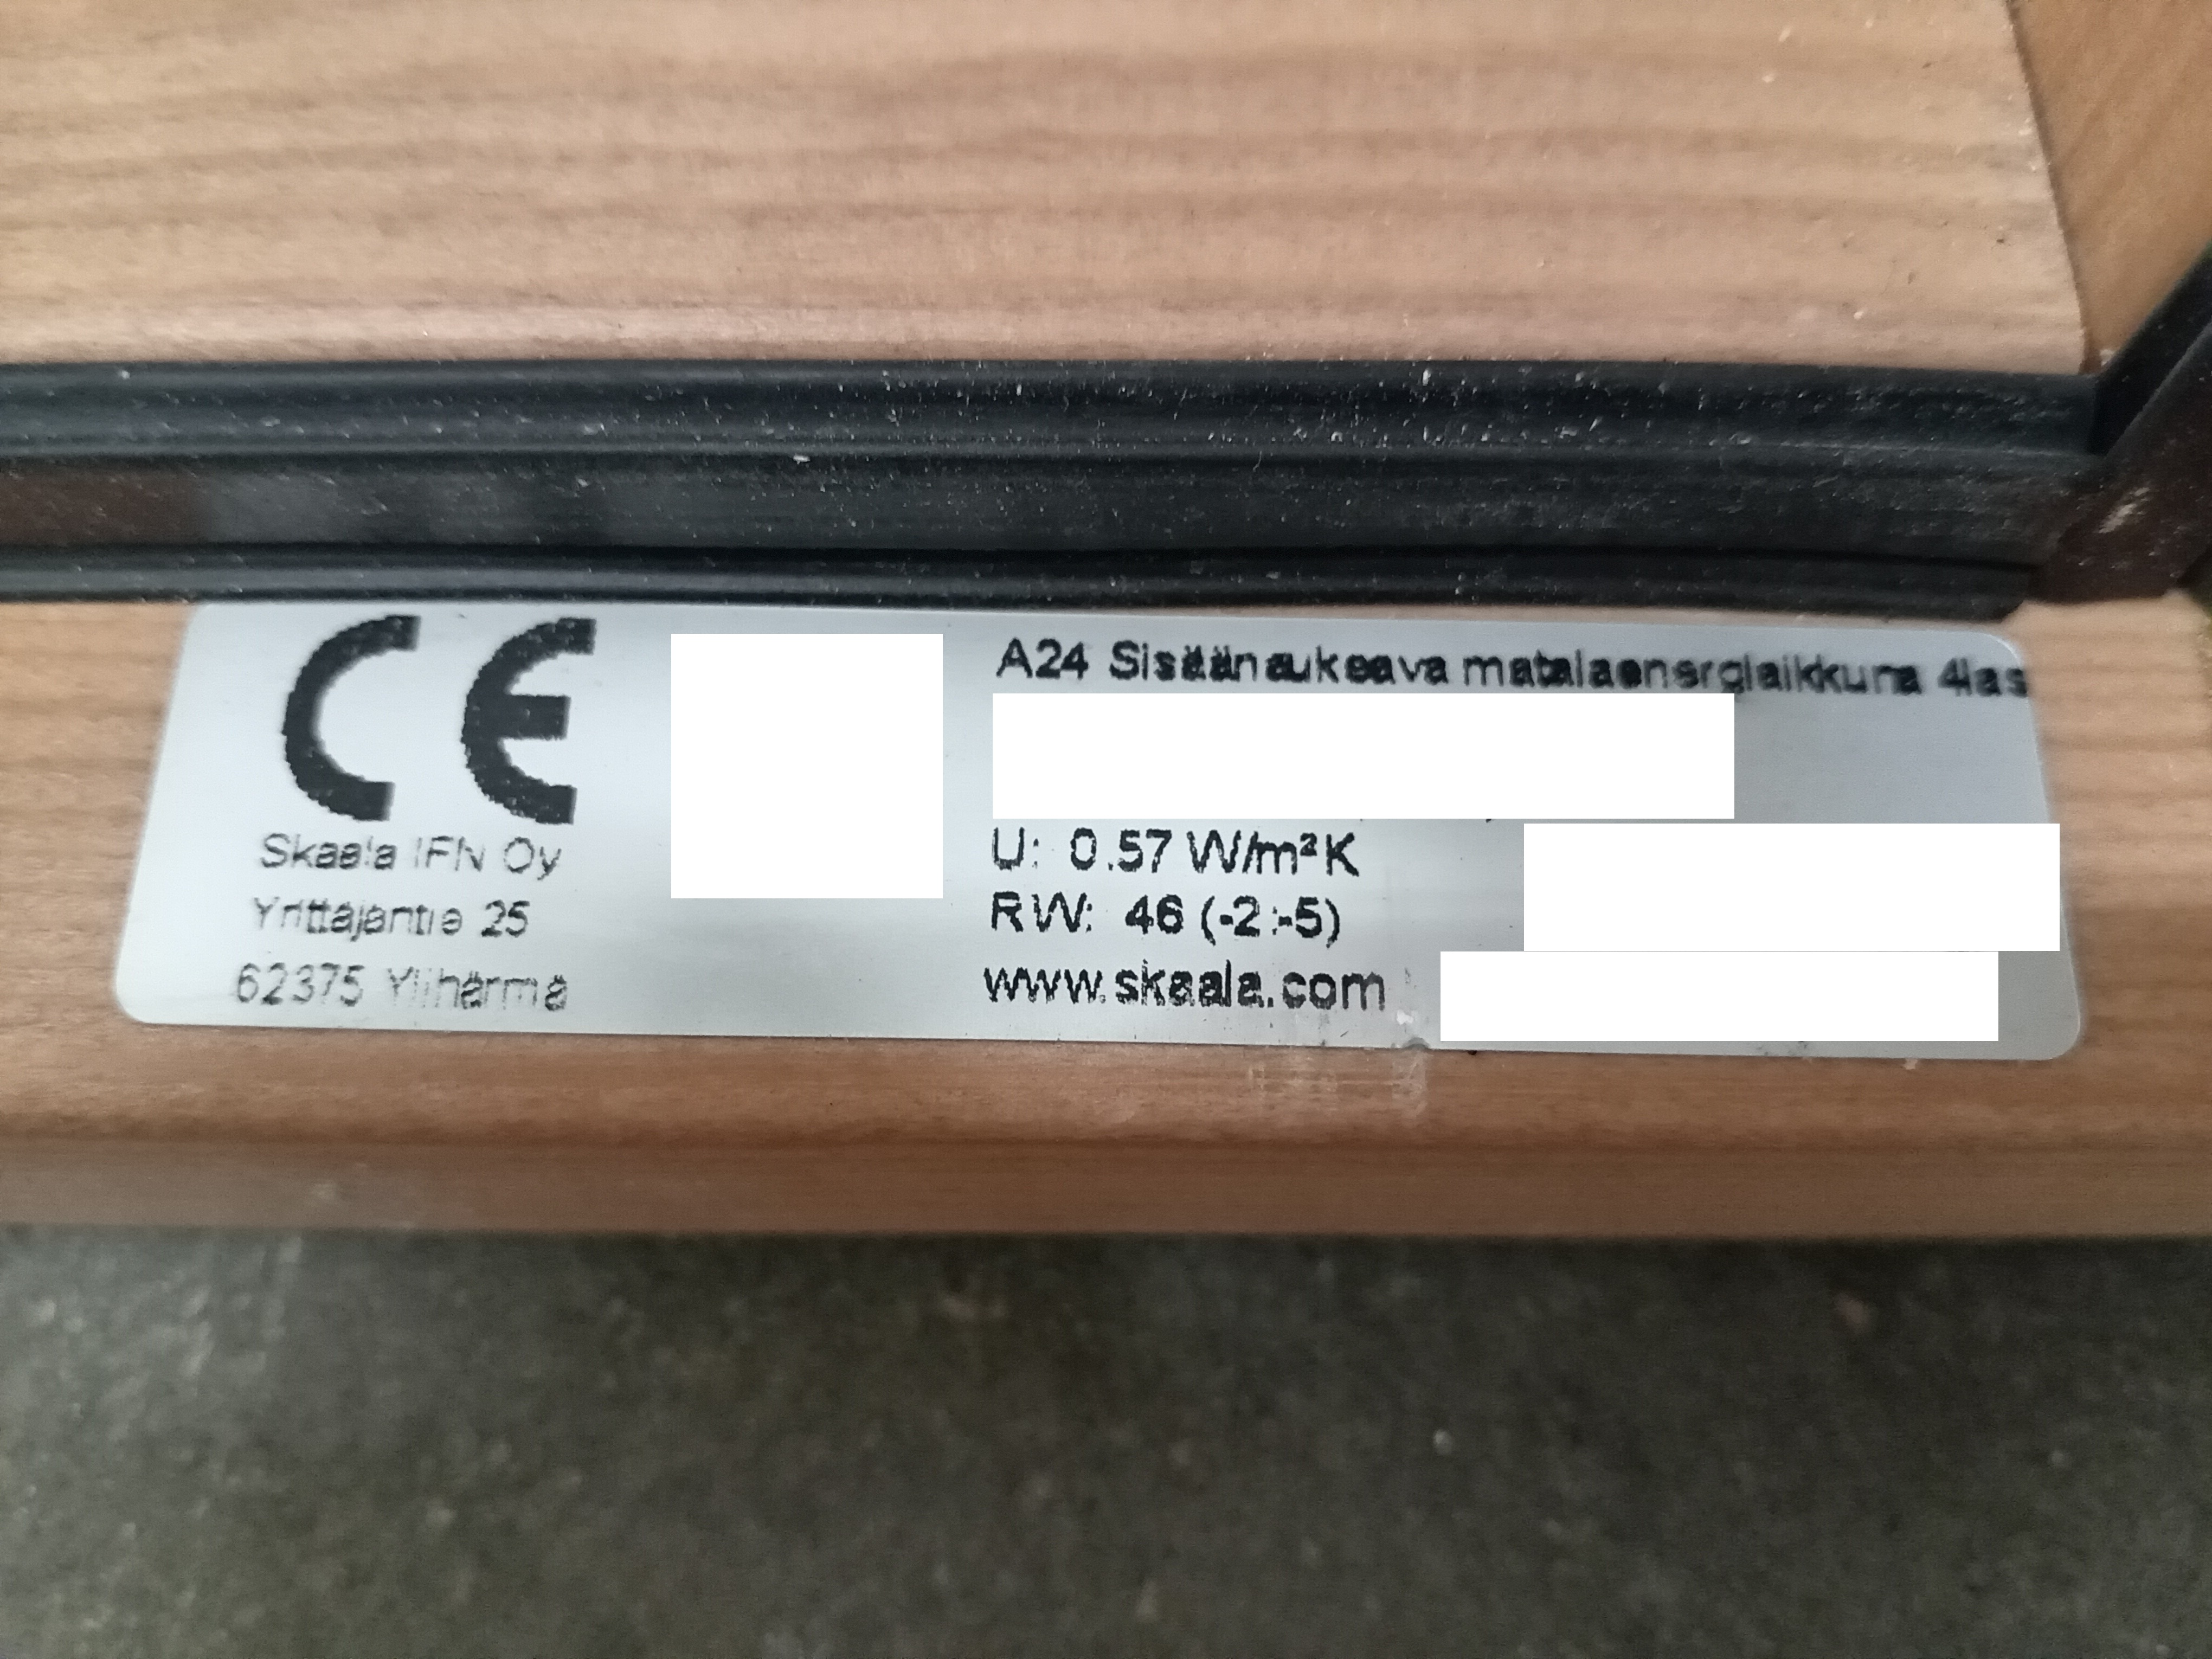 CE
Skaala IFN Oy
Yrittäjäntie 25
62375 Ylihärmä
A24 Sisäänaukeava matalaenergiaikkuna 4las
U: 0.57 W/m²K
RW: 46 (-2:-5)
www.skaala.com